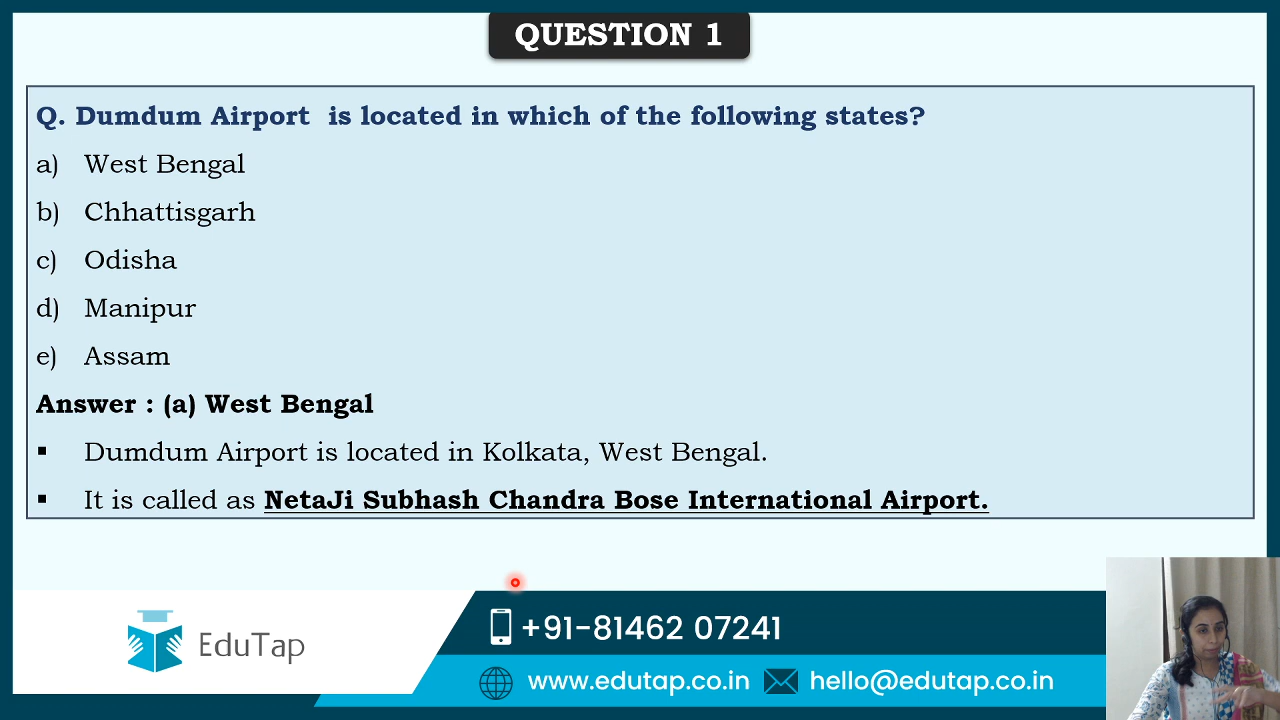 QUESTION 1
Q. Dumdum Airport is located in which of the following states?
a) West Bengal
b) Chhattisgarh
c) Odisha
d) Manipur
e) Assam
Answer : (a) West Bengal
▪ Dumdum Airport is located in Kolkata, West Bengal.
▪ It is called as NetaJi Subhash Chandra Bose International Airport.
EduTap
+91-81462 07241
www.edutap.co.in hello@edutap.co.in